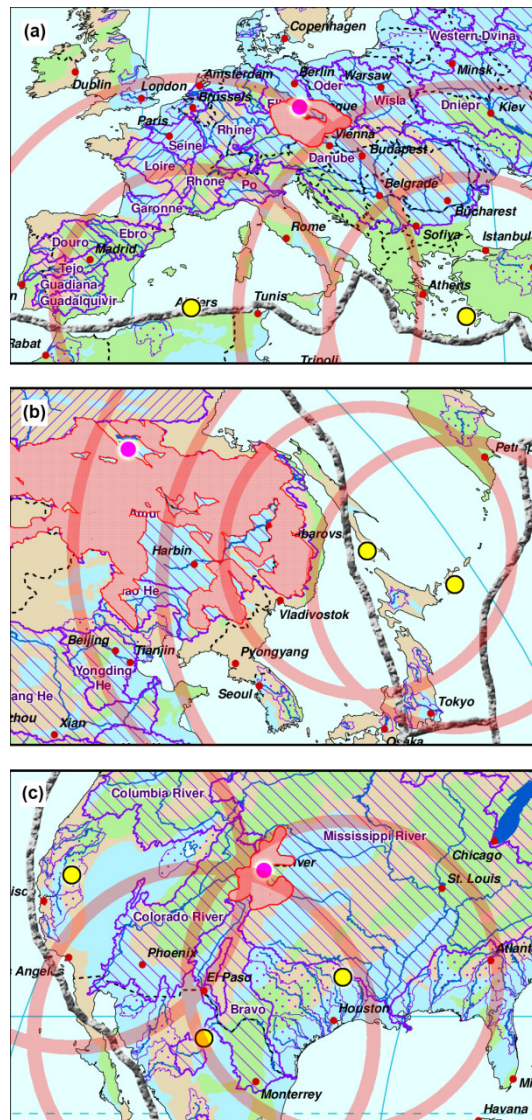 (a)
Copenhagen
Western-Dvina
Dublin
London
Amsterdam
Berlin
Oder
Warsaw
Minsk
Brussels
Wisla
Dniepr
Kiev
Paris
Rhine
Seine
Vienna
Danube
Budapest
Loire
Rhone
Po
Belgrade
Garonne
Bucharest
Ebro
Douro
Madrid
Rome
Sofiya
Istanbul
Tejo
Guadiana
Guadalquivir
Athens
Tunis
Rabat
Tripoli
(b)
Harbin
Vladivostok
Beijing
Tianjin
Yongding
He
Pyongyang
Seoul
Tokyo
Xian
Osaka
(c)
Columbia River
Mississippi River
Chicago
St. Louis
Colorado River
Phoenix
El Paso
Bravo
Houston
Monterrey
Havana